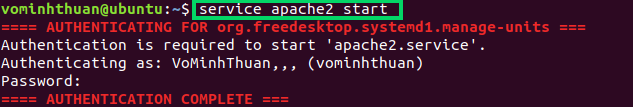 vominhthuan@ubuntu:~$ service apache2 start
==== AUTHENTICATING FOR org.freedesktop.systemd1.manage-units ===
Authentication is required to start 'apache2.service'.
Authenticating as: VoMinhThuan,,, (vominhthuan)
Password:
==== AUTHENTICATION COMPLETE ===